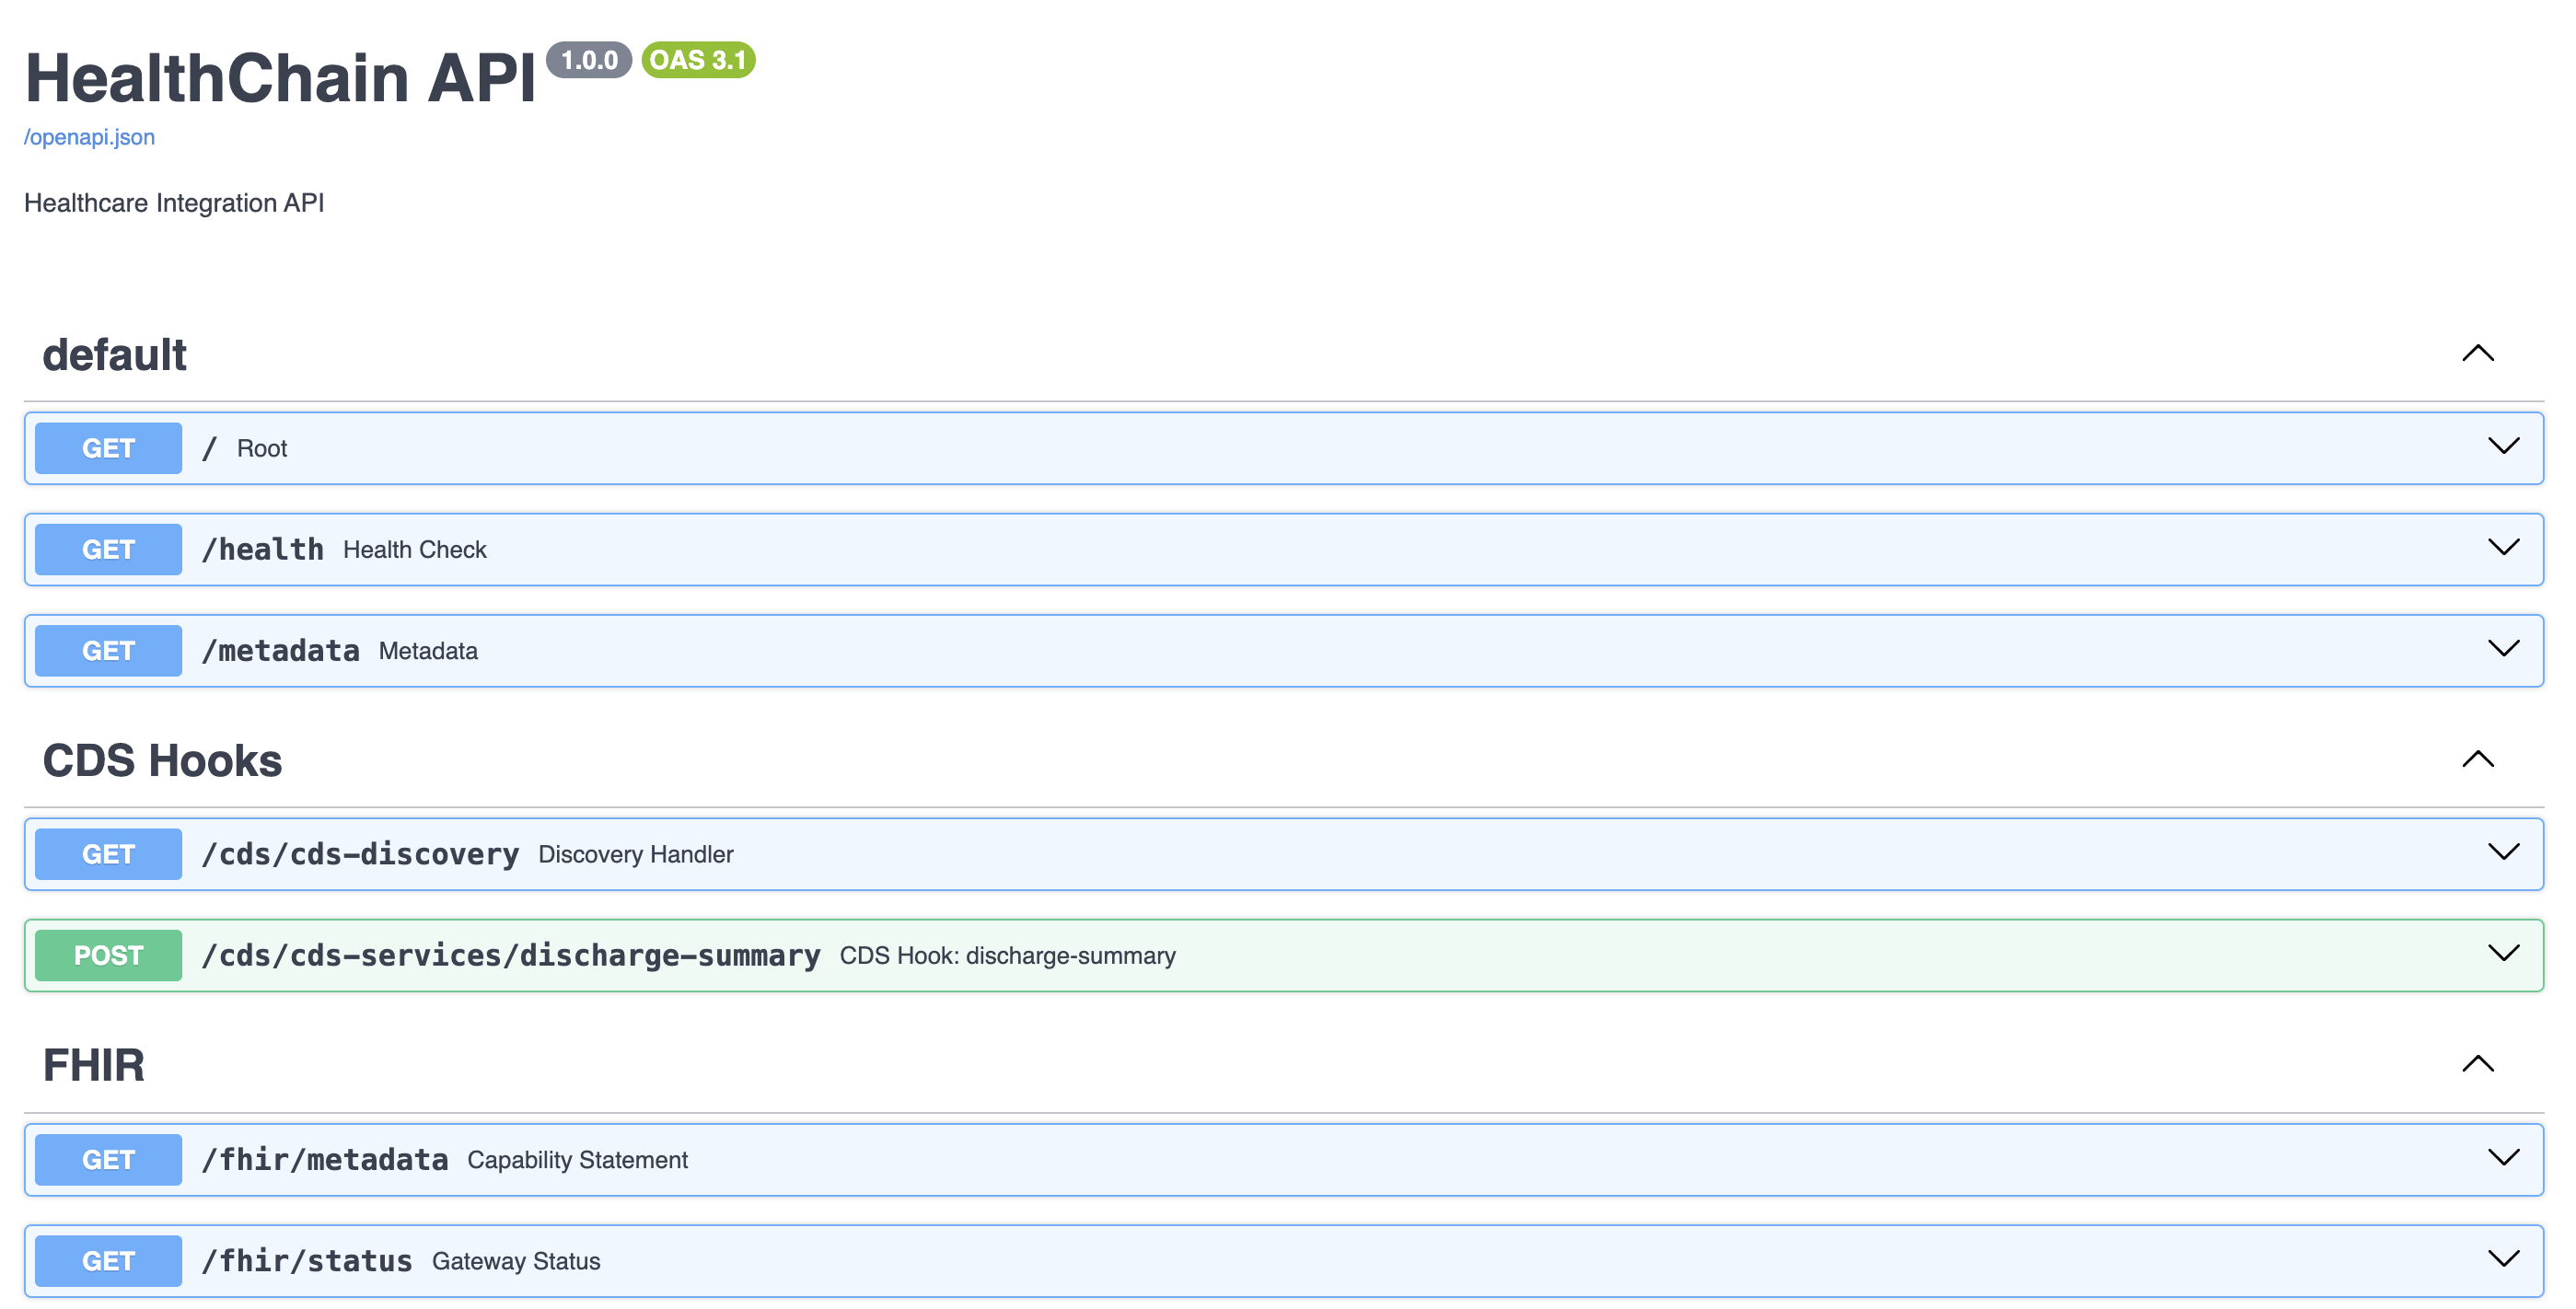 HealthChain API 1.0.0 OAS 3.1
/openapi.json
Healthcare Integration API
default
GET / Root
GET /health Health Check
GET /metadata Metadata
CDS Hooks
GET /cds/cds-discovery Discovery Handler
POST /cds/cds-services/discharge-summary CDS Hook: discharge-summary
FHIR
GET /fhir/metadata Capability Statement
GET /fhir/status Gateway Status